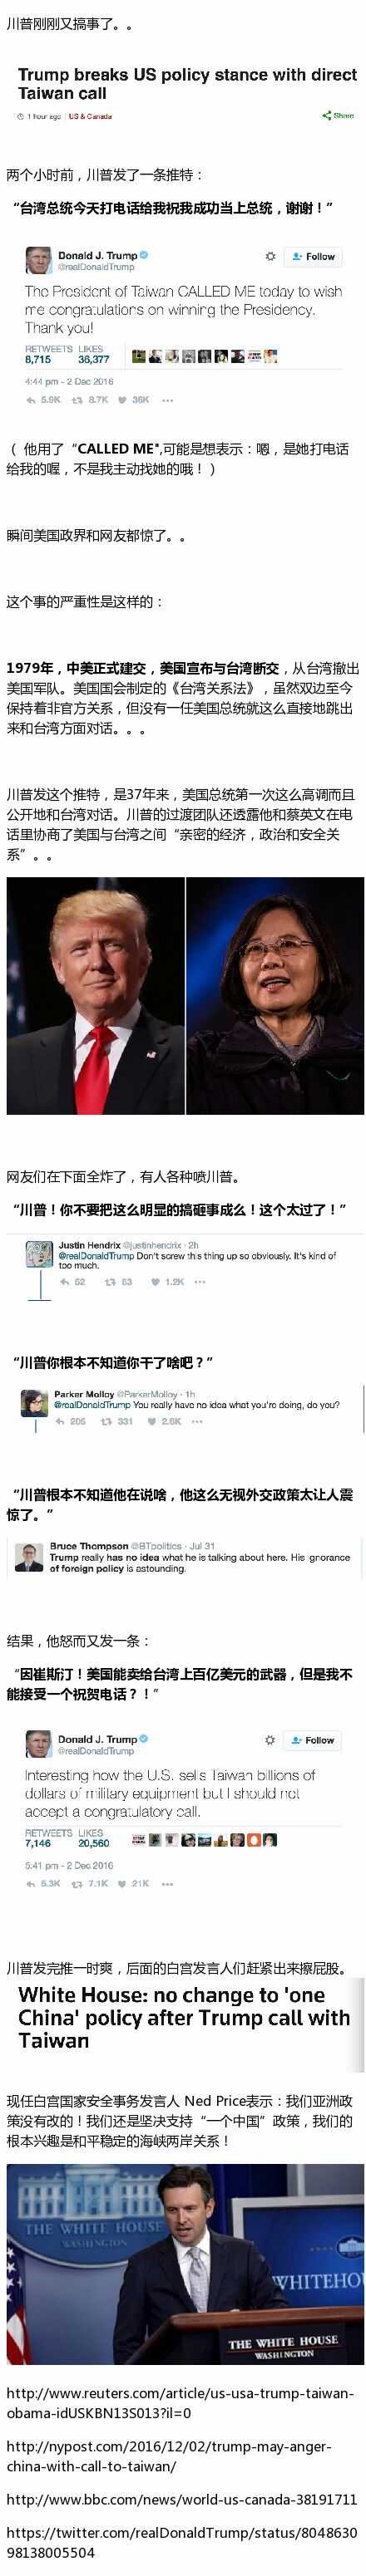 川普刚刚又搞事了。。
Trump breaks US policy stance with direct
Taiwan call
1 hour ago US & Canada
Share
两个小时前，川普发了一条推特：
“台湾总统今天打电话给我祝我成功当上总统，谢谢！”
Donald J. Trump
@realDonaldTrump
Follow
The President of Taiwan CALLED ME today to wish
me congratulations on winning the Presidency.
Thank you!
RETWEETS LIKES
8,715 36,377
4:44 pm - 2 Dec 2016
5.9K 8.7K 36K
（ 他用了“CALLED ME",可能是想表示：嗯，是她打电话
给我的喔，不是我主动找她的哦！）
瞬间美国政界和网友都惊了。。
这个事的严重性是这样的：
1979年，中美正式建交，美国宣布与台湾断交，从台湾撤出
美国军队。美国国会制定的《台湾关系法》，虽然双边至今
保持着非官方关系，但没有一任美国总统就这么直接地跳出
来和台湾方面对话。。。
川普发这个推特，是37年来，美国总统第一次这么高调而且
公开地和台湾对话。川普的过渡团队还透露他和蔡英文在电
话里协商了美国与台湾之间“亲密的经济，政治和安全关
系”。。
网友们在下面全炸了，有人各种喷川普。
“川普！你不要把这么明显的搞砸事成么！这个太过了！”
Justin Hendrix @justinhendrix · 2h
@realDonaldTrump Don't screw this thing up so obviously. It's kind of
too much.
52 63 1.2K
“川普你根本不知道你干了啥吧？”
Parker Molloy @ParkerMolloy · 1h
@realDonaldTrump You really have no idea what you're doing, do you?
205 331 2.6K
“川普根本不知道他在说啥，他这么无视外交政策太让人震
惊了。”
Bruce Thompson @BTpolitics · Jul 31
Trump really has no idea what he is talking about here. His ignorance
of foreign policy is astounding.
结果，他怒而又发一条：
“因崔斯汀！美国能卖给台湾上百亿美元的武器，但是我不
能接受一个祝贺电话？！”
Donald J. Trump
@realDonaldTrump
Follow
Interesting how the U.S. sells Taiwan billions of
dollars of military equipment but I should not
accept a congratulatory call.
RETWEETS LIKES
7,146 20,560
5:41 pm - 2 Dec 2016
5.3K 7.1K 21K
川普发完推一时爽，后面的白宫发言人们赶紧出来擦屁股。
White House: no change to 'one
China' policy after Trump call with
Taiwan
现任白宫国家安全事务发言人 Ned Price表示：我们亚洲政
策没有改的！我们还是坚决支持“一个中国”政策，我们的
根本兴趣是和平稳定的海峡两岸关系！
THE WHITE HOUSE
WASHINGTON
WHITEHOU
THE WHITE HOUSE
WASHINGTON
http://www.reuters.com/article/us-usa-trump-taiwan-
obama-idUSKBN13S013?il=0
http://nypost.com/2016/12/02/trump-may-anger-
china-with-call-to-taiwan/
http://www.bbc.com/news/world-us-canada-38191711
https://twitter.com/realDonaldTrump/status/8048630
98138005504